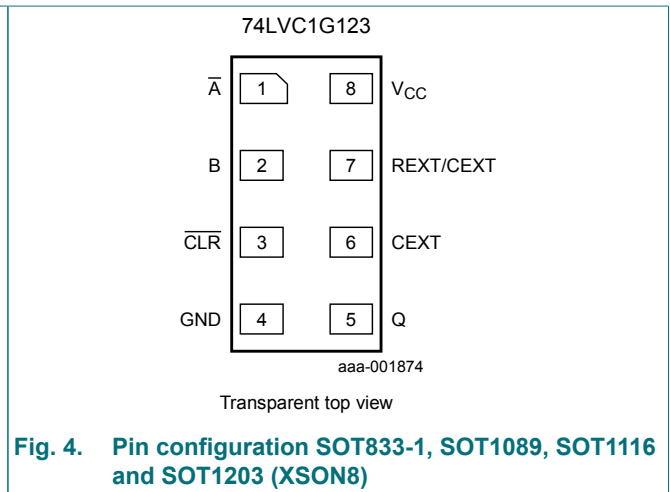 74LVC1G123
A̅ 1 8 VCC
B 2 7 REXT/CEXT
C̅L̅R̅ 3 6 CEXT
GND 4 5 Q
aaa-001874
Transparent top view
Fig. 4. Pin configuration SOT833-1, SOT1089, SOT1116
and SOT1203 (XSON8)